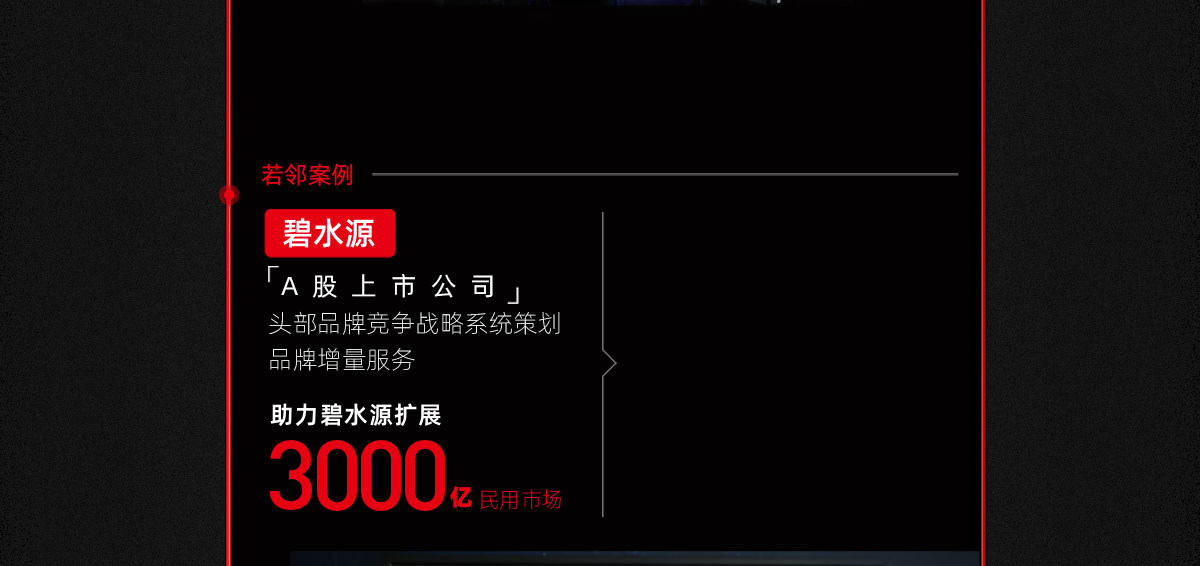 若邻案例
碧水源
「A股上市公司」
头部品牌竞争战略系统策划
品牌增量服务
助力碧水源扩展
3000亿民用市场